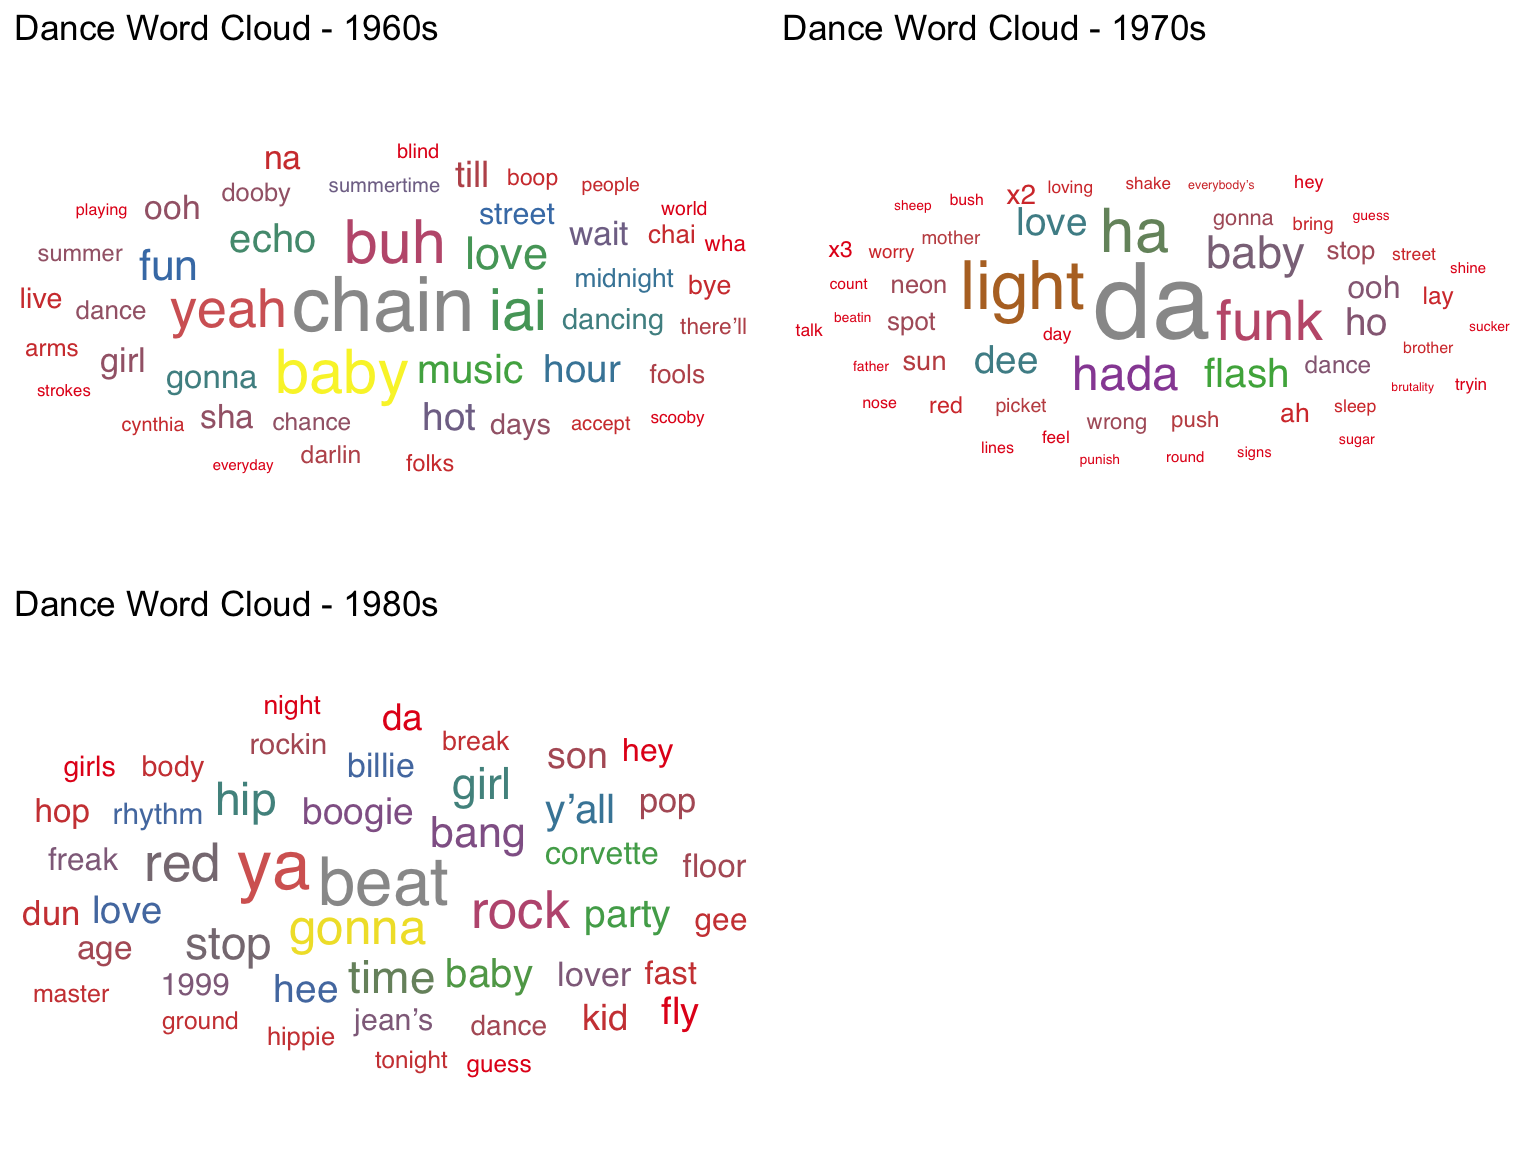 Dance Word Cloud - 1960s
blind
na
till
boop
people
summertime
dooby
playing
ooh
street
world
wait
chai
wha
echo
buh
love
summer
fun
midnight
bye
live
dance
yeah
chain
iai
dancing
there’ll
arms
girl
gonna
baby
music
hour
fools
strokes
cynthia
sha
chance
hot
days
accept
scooby
darlin
everyday
folks
Dance Word Cloud - 1970s
x2
loving
shake
everybody’s
hey
sheep
bush
love
ha
gonna
bring
guess
x3
worry
mother
baby
stop
street
shine
count
neon
light
da
ooh
lay
talk
beatin
spot
day
funk
ho
sucker
father
sun
dee
hada
flash
dance
brother
brutality
tryin
nose
red
picket
wrong
push
ah
sleep
lines
feel
punish
round
signs
sugar
Dance Word Cloud - 1980s
night
da
rockin
break
billie
son
hey
girls
body
hip
girl
hop
rhythm
boogie
y’all
pop
bang
freak
red
ya
beat
corvette
floor
dun
love
gonna
rock
party
gee
age
stop
master
1999
hee
time
baby
lover
fast
ground
jean’s
dance
kid
fly
hippie
tonight
guess